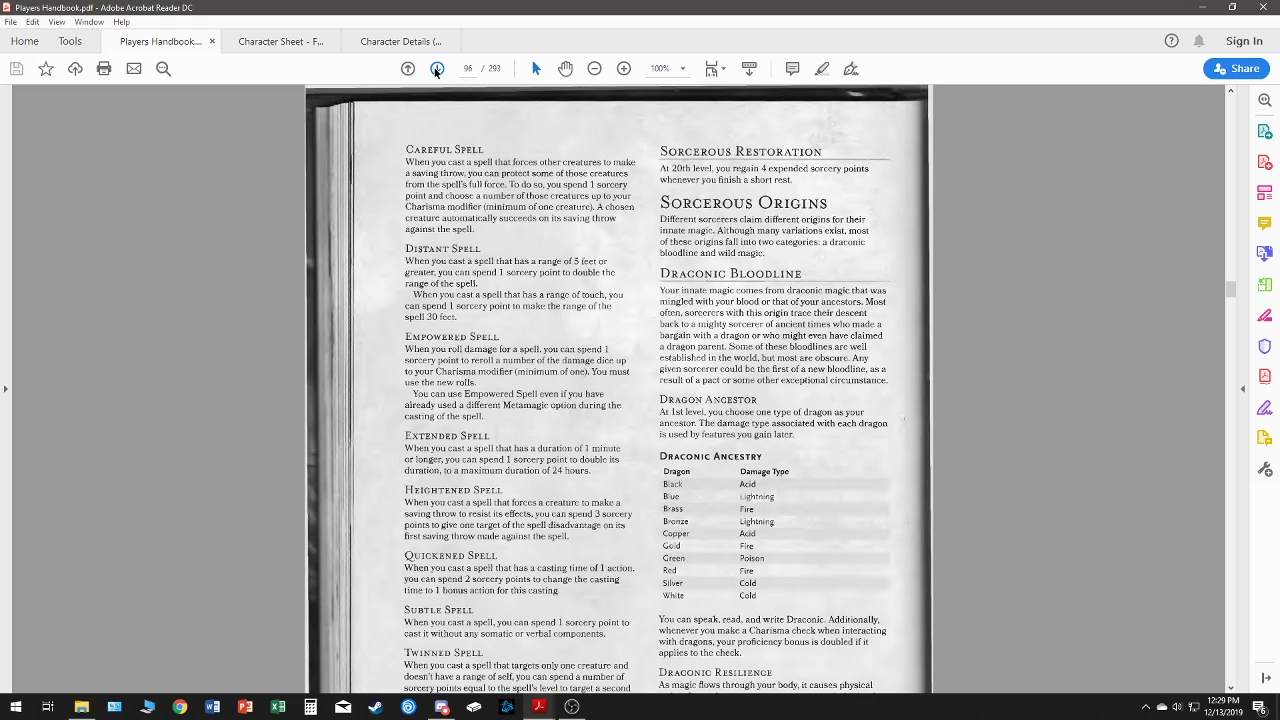 Players Handbook.pdf - Adobe Acrobat Reader DC
File Edit View Window Help
Home Tools Players Handbook.... × Character Sheet - F... Character Details (...
Sign In
96 / 293 100% Share
CAREFUL SPELL
When you cast a spell that forces other creatures to make
a saving throw, you can protect some of those creatures
from the spell's full force. To do so, you spend 1 sorcery
point and choose a number of those creatures up to your
Charisma modifier (minimum of one creature). A chosen
creature automatically succeeds on its saving throw
against the spell.
DISTANT SPELL
When you cast a spell that has a range of 5 feet or
greater, you can spend 1 sorcery point to double the
range of the spell.
When you cast a spell that has a range of touch, you
can spend 1 sorcery point to make the range of the
spell 30 feet.
EMPOWERED SPELL
When you roll damage for a spell, you can spend 1
sorcery point to reroll a number of the damage dice up
to your Charisma modifier (minimum of one). You must
use the new rolls.
You can use Empowered Spell even if you have
already used a different Metamagic option during the
casting of the spell.
EXTENDED SPELL
When you cast a spell that has a duration of 1 minute
or longer, you can spend 1 sorcery point to double its
duration, to a maximum duration of 24 hours.
HEIGHTENED SPELL
When you cast a spell that forces a creature to make a
saving throw to resist its effects, you can spend 3 sorcery
points to give one target of the spell disadvantage on its
first saving throw made against the spell.
QUICKENED SPELL
When you cast a spell that has a casting time of 1 action,
you can spend 2 sorcery points to change the casting
time to 1 bonus action for this casting.
SUBTLE SPELL
When you cast a spell, you can spend 1 sorcery point to
cast it without any somatic or verbal components.
TWINNED SPELL
When you cast a spell that targets only one creature and
doesn't have a range of self, you can spend a number of
sorcery points equal to the spell's level to target a second
SORCEROUS RESTORATION
At 20th level, you regain 4 expended sorcery points
whenever you finish a short rest.
SORCEROUS ORIGINS
Different sorcerers claim different origins for their
innate magic. Although many variations exist, most
of these origins fall into two categories: a draconic
bloodline and wild magic.
DRACONIC BLOODLINE
Your innate magic comes from draconic magic that was
mingled with your blood or that of your ancestors. Most
often, sorcerers with this origin trace their descent
back to a mighty sorcerer of ancient times who made a
bargain with a dragon or who might even have claimed
a dragon parent. Some of these bloodlines are well
established in the world, but most are obscure. Any
given sorcerer could be the first of a new bloodline, as a
result of a pact or some other exceptional circumstance.
DRAGON ANCESTOR
At 1st level, you choose one type of dragon as your
ancestor. The damage type associated with each dragon
is used by features you gain later.
DRACONIC ANCESTRY
Dragon Damage Type
Black Acid
Blue Lightning
Brass Fire
Bronze Lightning
Copper Acid
Gold Fire
Green Poison
Red Fire
Silver Cold
White Cold
You can speak, read, and write Draconic. Additionally,
whenever you make a Charisma check when interacting
with dragons, your proficiency bonus is doubled if it
applies to the check.
DRACONIC RESILIENCE
As magic flows through your body, it causes physical
12:29 PM
12/13/2019